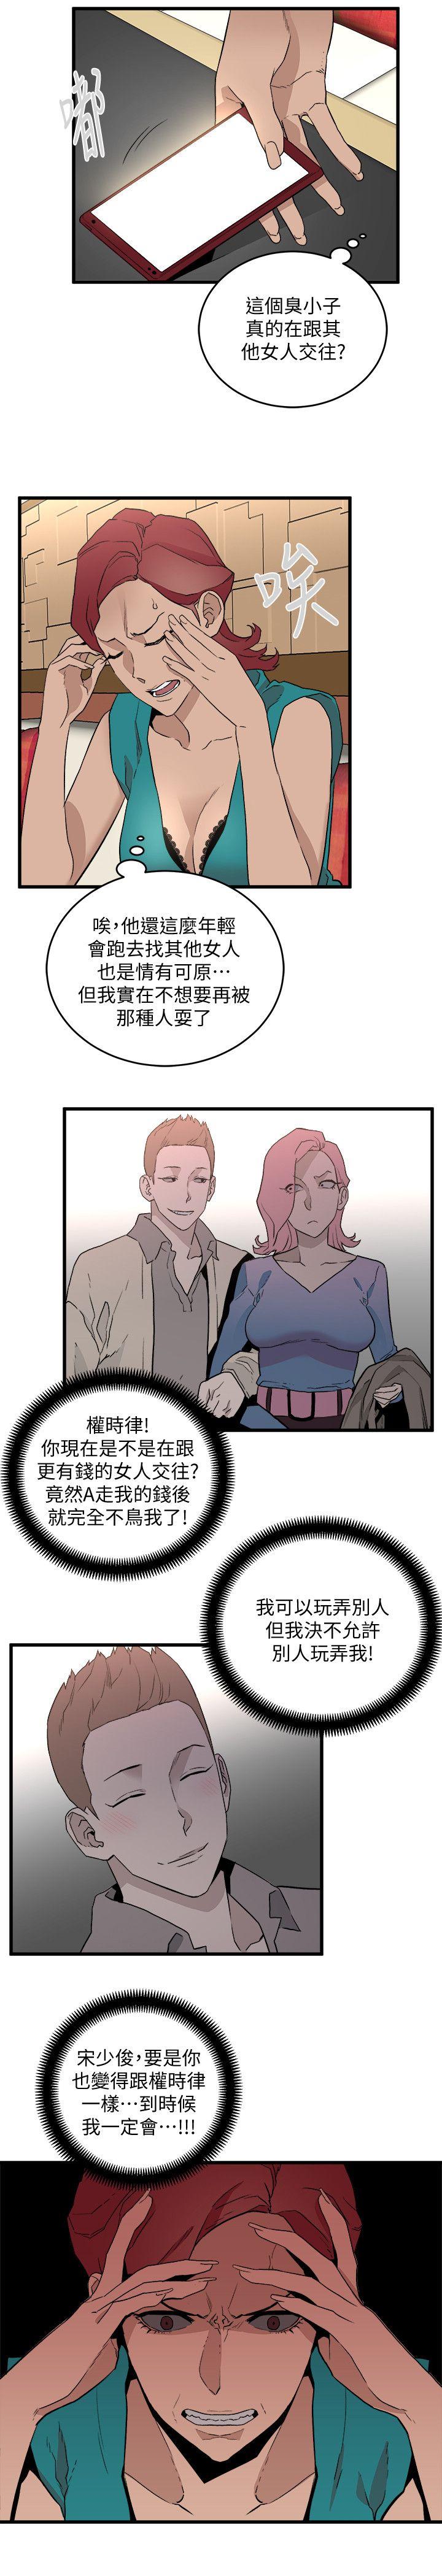 嘟
這個臭小子
真的在跟其
他女人交往?
唉
唉,他還這麼年輕
會跑去找其他女人
也是情有可原…
但我實在不想要再被
那種人耍了
權時律!
你現在是不是在跟
更有錢的女人交往?
竟然A走我的錢後
就完全不鳥我了!
我可以玩弄別人
但我決不允許
別人玩弄我!
宋少俊,要是你
也變得跟權時律
一樣…到時候
我一定會…!!!